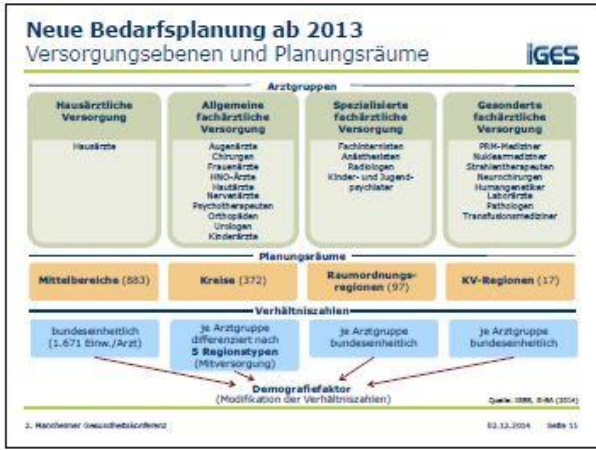 Neue Bedarfsplanung ab 2013
Versorgungsebenen und Planungsräume
IGES
Arztgruppen
Hausärztliche
Versorgung
Hausärzte
Allgemeine
fachärztliche
Versorgung
Augenärzte
Chirurgen
Frauenärzte
HNO-Ärzte
Hautärzte
Nervenärzte
Psychotherapeuten
Orthopäden
Urologen
Kinderärzte
Spezialisierte
fachärztliche
Versorgung
Fachinternisten
Anästhesisten
Radiologen
Kinder- und Jugend-
psychiater
Gesonderte
fachärztliche
Versorgung
PRM-Mediziner
Nuklearmediziner
Strahlentherapeuten
Neurochirurgen
Humangenetiker
Laborärzte
Pathologen
Transfusionsmediziner
Planungsräume
Mittelbereiche (883)
Kreise (372)
Raumordnungs-
regionen (97)
KV-Regionen (17)
Verhältniszahlen
bundeseinheitlich
(1.671 Einw./Arzt)
je Arztgruppe
differenziert nach
5 Regionstypen
(Mitversorgung)
je Arztgruppe
bundeseinheitlich
je Arztgruppe
bundeseinheitlich
Demografiefaktor
(Modifikation der Verhältniszahlen)
Quelle: IGES, G-BA (2014)
2. Mannheimer Gesundheitskonferenz
02.12.2014 Seite 11